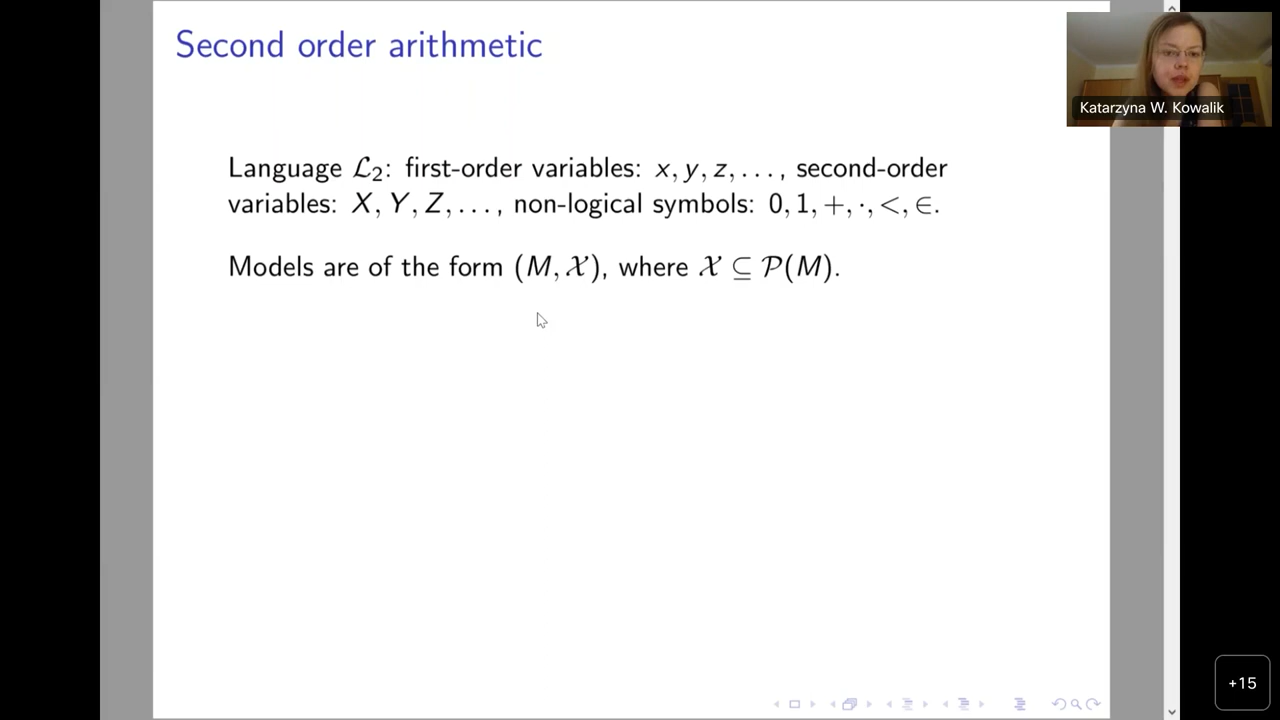 Second order arithmetic
Katarzyna W. Kowalik
Language ℒ₂: first-order variables: x, y, z, . . . , second-order
variables: X, Y, Z, . . . , non-logical symbols: 0, 1, +, ·, <, ∈.
Models are of the form (M, 𝒳), where 𝒳 ⊆ 𝒫(M).
+15